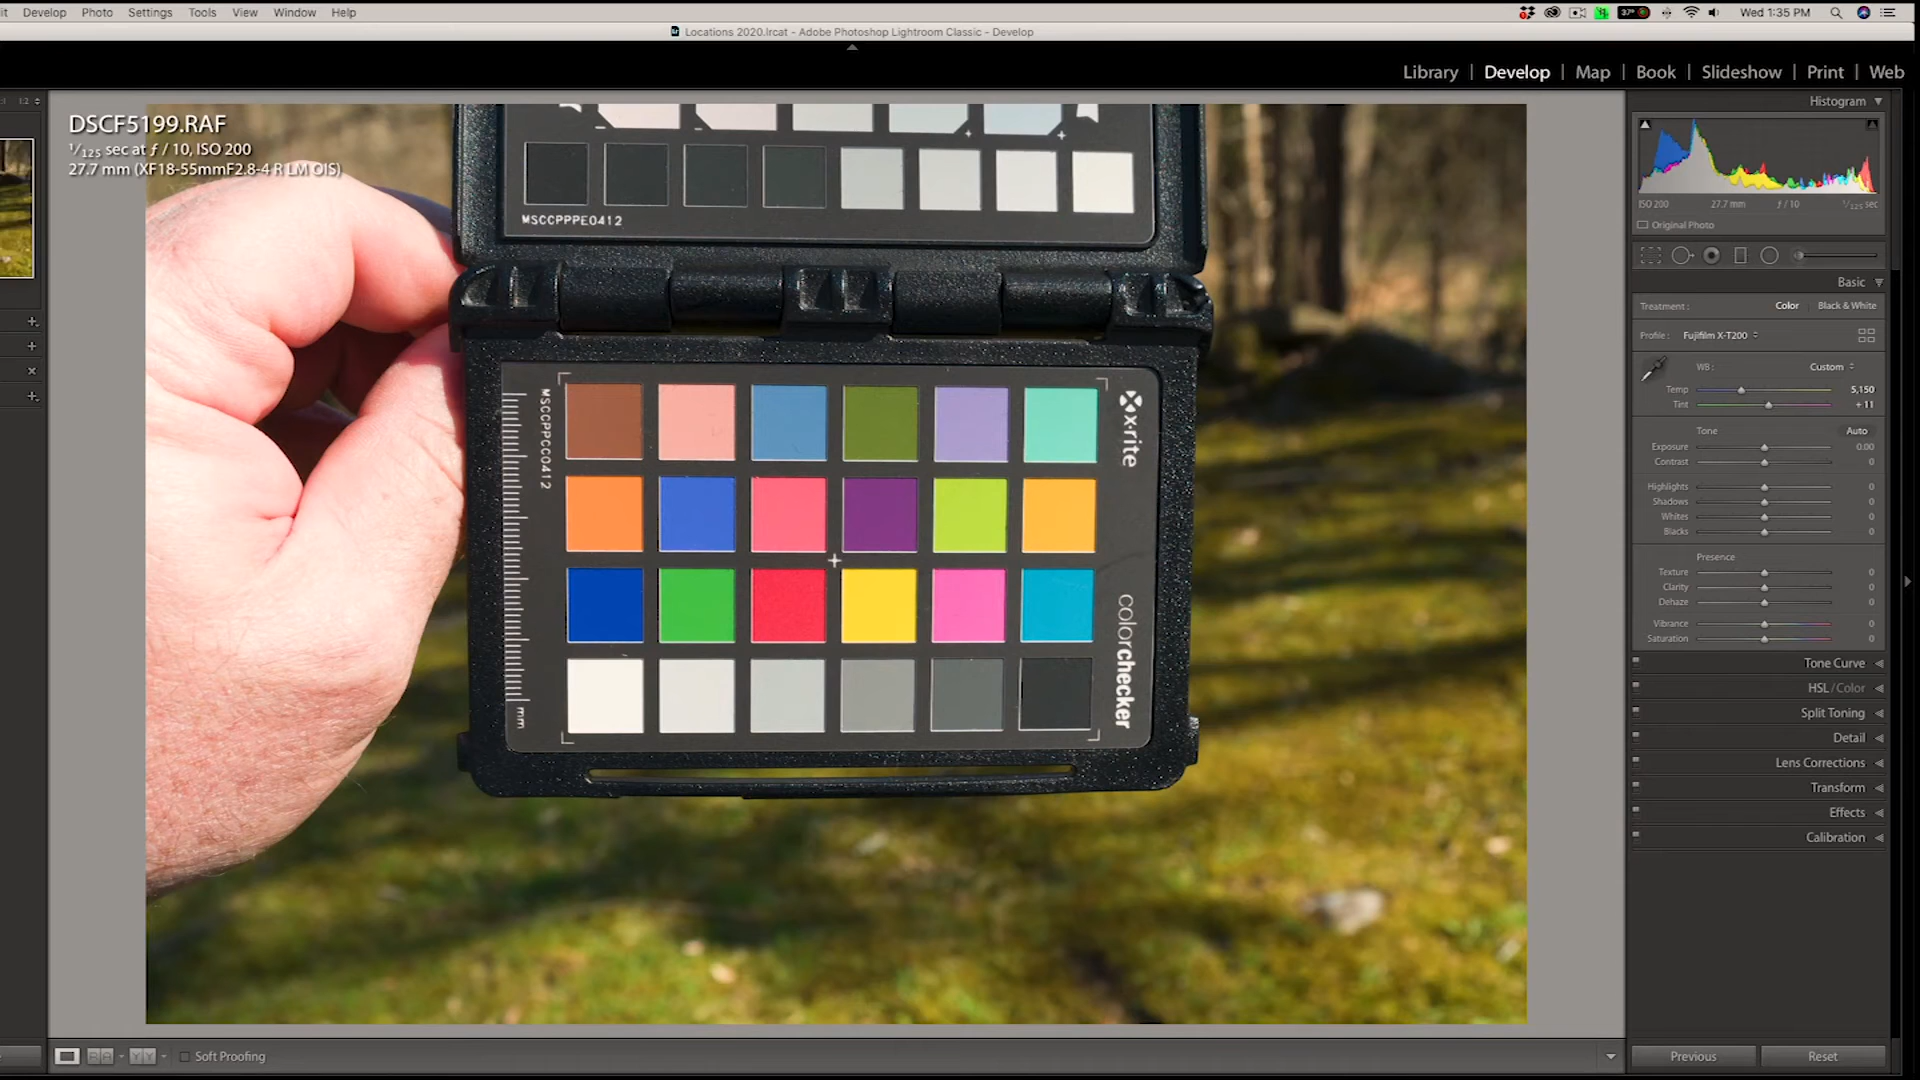 Develop Photo Settings Tools View Window Help
37°
Wed 1:35 PM
Locations 2020.lrcat - Adobe Photoshop Lightroom Classic - Develop
Library | Develop | Map | Book | Slideshow | Print | Web
1:2
DSCF5199.RAF
1/125 sec at ƒ / 10, ISO 200
27.7 mm (XF18-55mmF2.8-4 R LM OIS)
MSCCPPPE0412
MSCCPPCC0412
x·rite
colorchecker
mm
Histogram
ISO 200 27.7 mm ƒ / 10 1/125 sec
Original Photo
Basic
Treatment : Color Black & White
Profile : Fujifilm X-T200
WB : Custom
Temp 5,150
Tint + 11
Tone Auto
Exposure 0.00
Contrast 0
Highlights 0
Shadows 0
Whites 0
Blacks 0
Presence
Texture 0
Clarity 0
Dehaze 0
Vibrance 0
Saturation 0
Tone Curve
HSL / Color
Split Toning
Detail
Lens Corrections
Transform
Effects
Calibration
Soft Proofing
Previous Reset